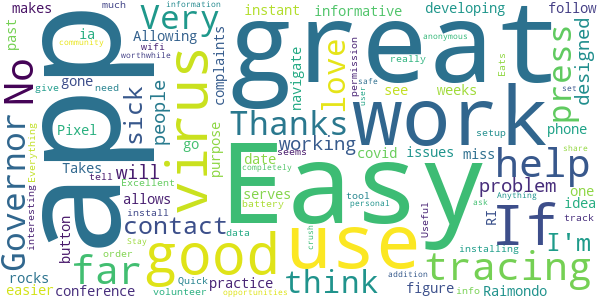 app
great
Easy
work
use
good
virus
If
far
help
tracing
press
Very
No
Governor
Thanks
love
think
contact
sick
will
I'm
problem
working
people
Pixel
conference
practice
Raimondo
developing
designed
informative
instant
information
much
makes
past
ia
Allowing
wifi
worthwhile
community
follow
complaints
navigate
permission
anonymous
really
see
weeks
phone
Eats
safe
user
setup
set
gone
give
need
go
purpose
covid
issues
miss
Everything
Takes
tell
date
seems
completely
one
idea
share
Excellent
allows
serves
battery
tool
personal
RI
ask
Anything
track
interesting
button
install
data
crush
Useful
installing
Stay
order
Quick
addition
figure
easier
rocks
volunteer
opportunities
info